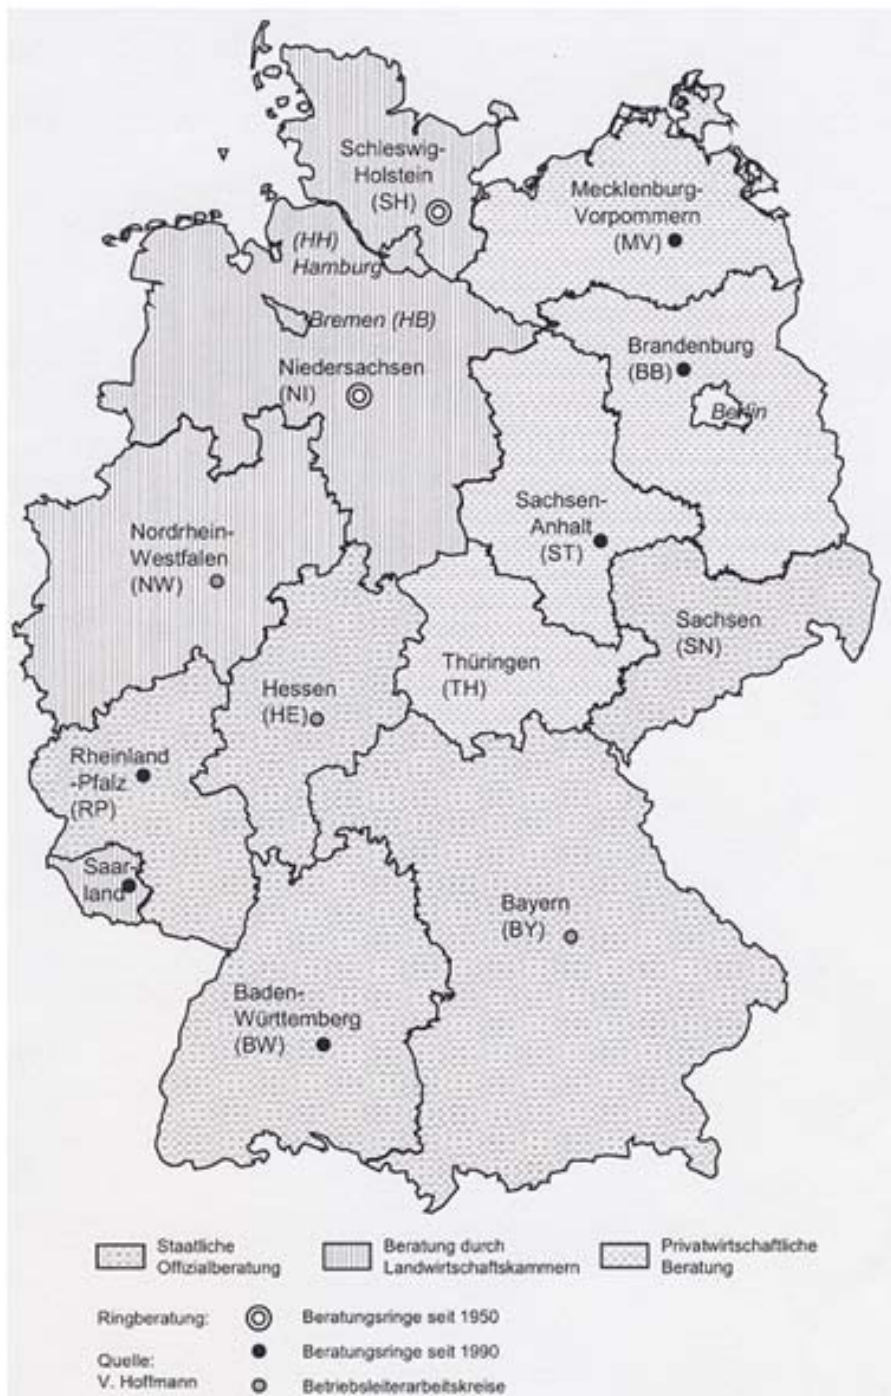 Schleswig-
Holstein
(SH)
Mecklenburg-
Vorpommern
(MV)
(HH)
Hamburg
Bremen (HB)
Niedersachsen
(NI)
Brandenburg
(BB)
Berlin
Sachsen-
Anhalt
(ST)
Nordrhein-
Westfalen
(NW)
Sachsen
(SN)
Thüringen
(TH)
Hessen
(HE)
Rheinland
-Pfalz
(RP)
Saar-
land
Bayern
(BY)
Baden-
Württemberg
(BW)
Staatliche
Offizialberatung
Beratung durch
Landwirtschaftskammern
Privatwirtschaftliche
Beratung
Ringberatung:
Beratungsringe seit 1950
Beratungsringe seit 1990
Quelle:
V. Hoffmann
Betriebsleiterarbeitskreise